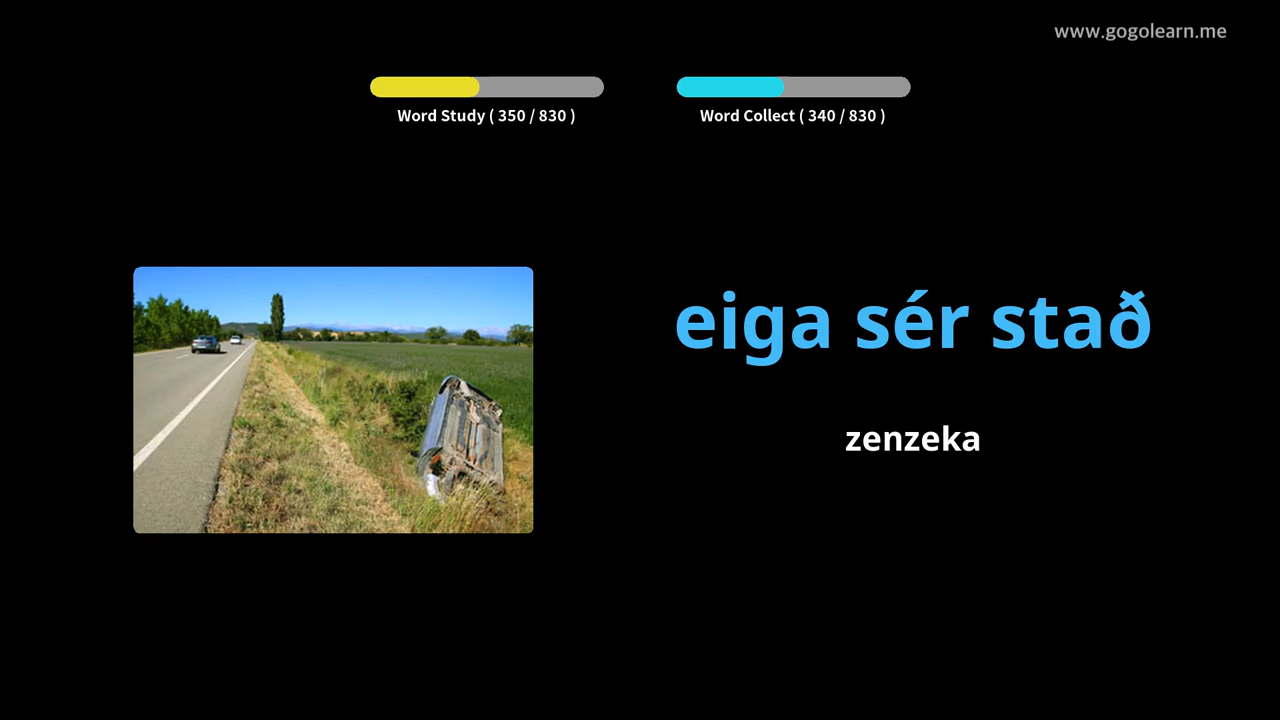 www.gogolearn.me
Word Study ( 350 / 830 )
Word Collect ( 340 / 830 )
eiga sér stað
zenzeka